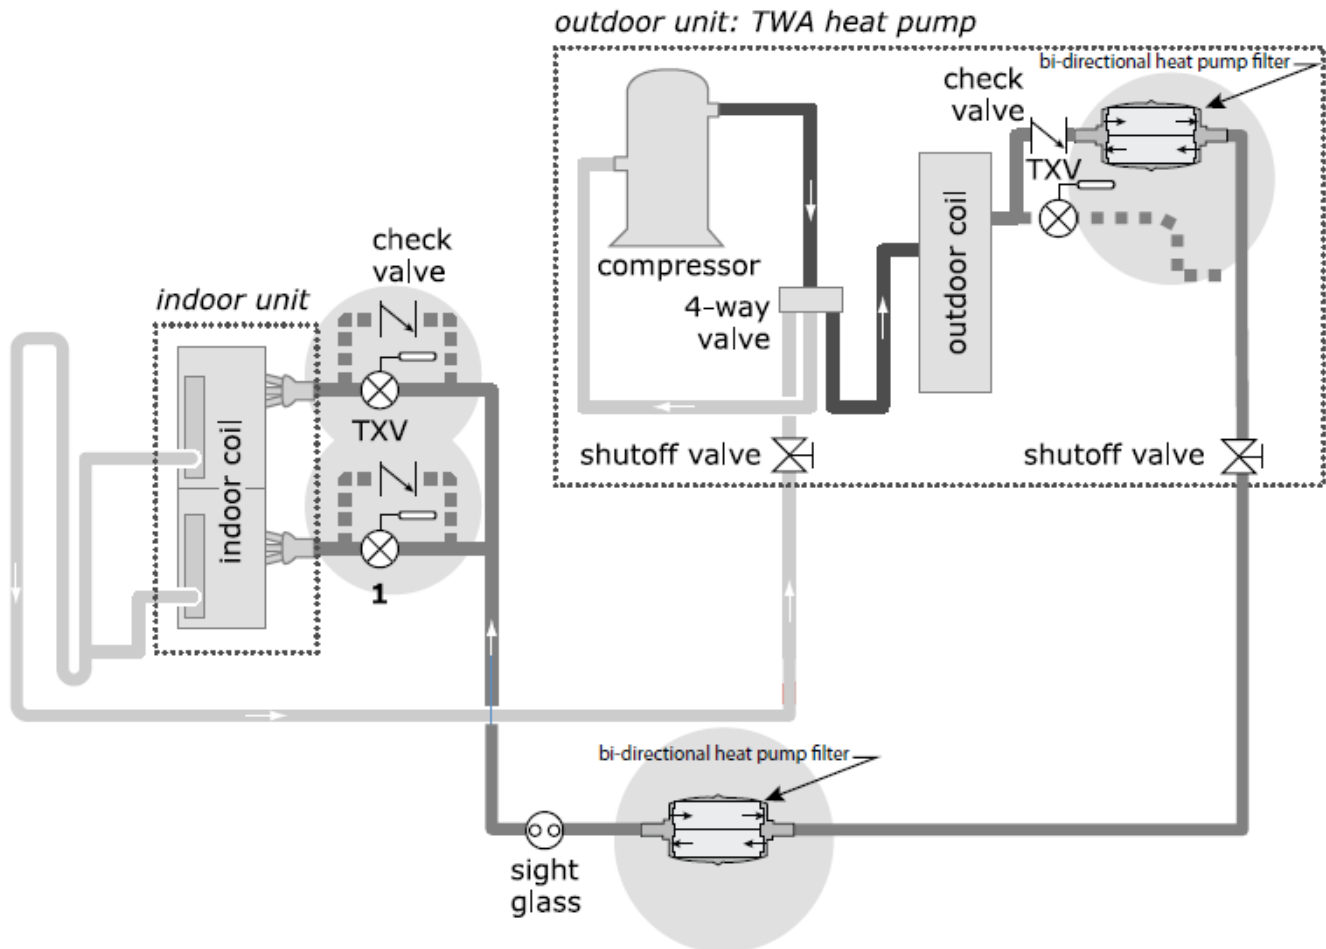 outdoor unit: TWA heat pump
bi-directional heat pump filter
check
valve
TXV
compressor
4-way
valve
outdoor coil
shutoff valve
shutoff valve
check
valve
indoor unit
indoor coil
TXV
1
bi-directional heat pump filter
sight
glass